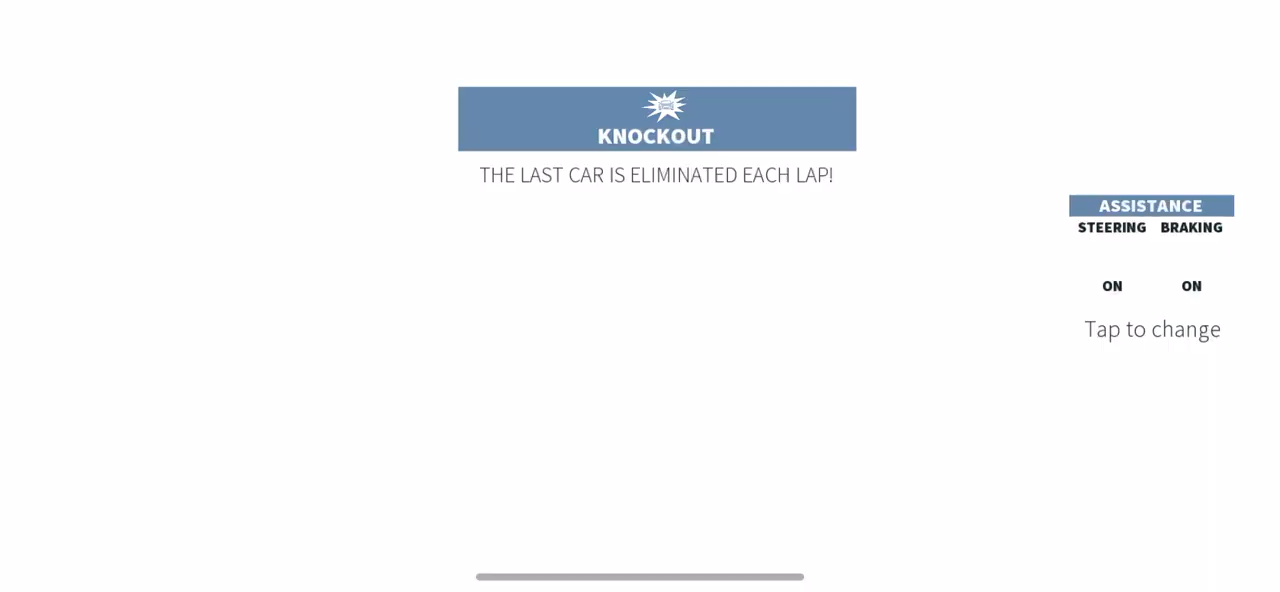 KNOCKOUT
THE LAST CAR IS ELIMINATED EACH LAP!
ASSISTANCE
STEERING BRAKING
ON ON
Tap to change